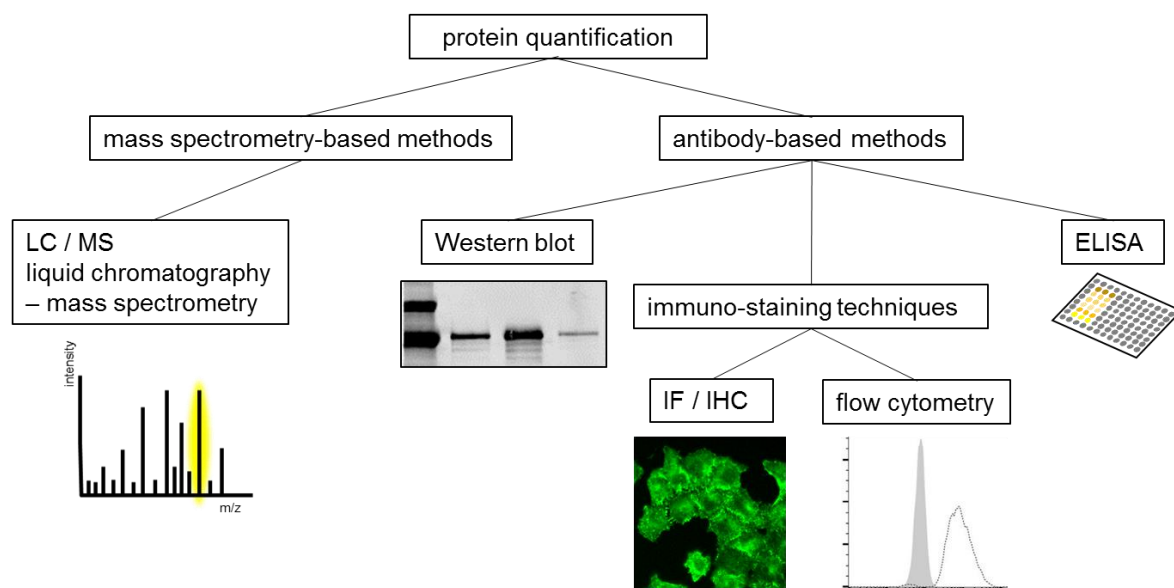 protein quantification
mass spectrometry-based methods
antibody-based methods
LC / MS
liquid chromatography
– mass spectrometry
Western blot
ELISA
immuno-staining techniques
IF / IHC
flow cytometry
intensity
m/z